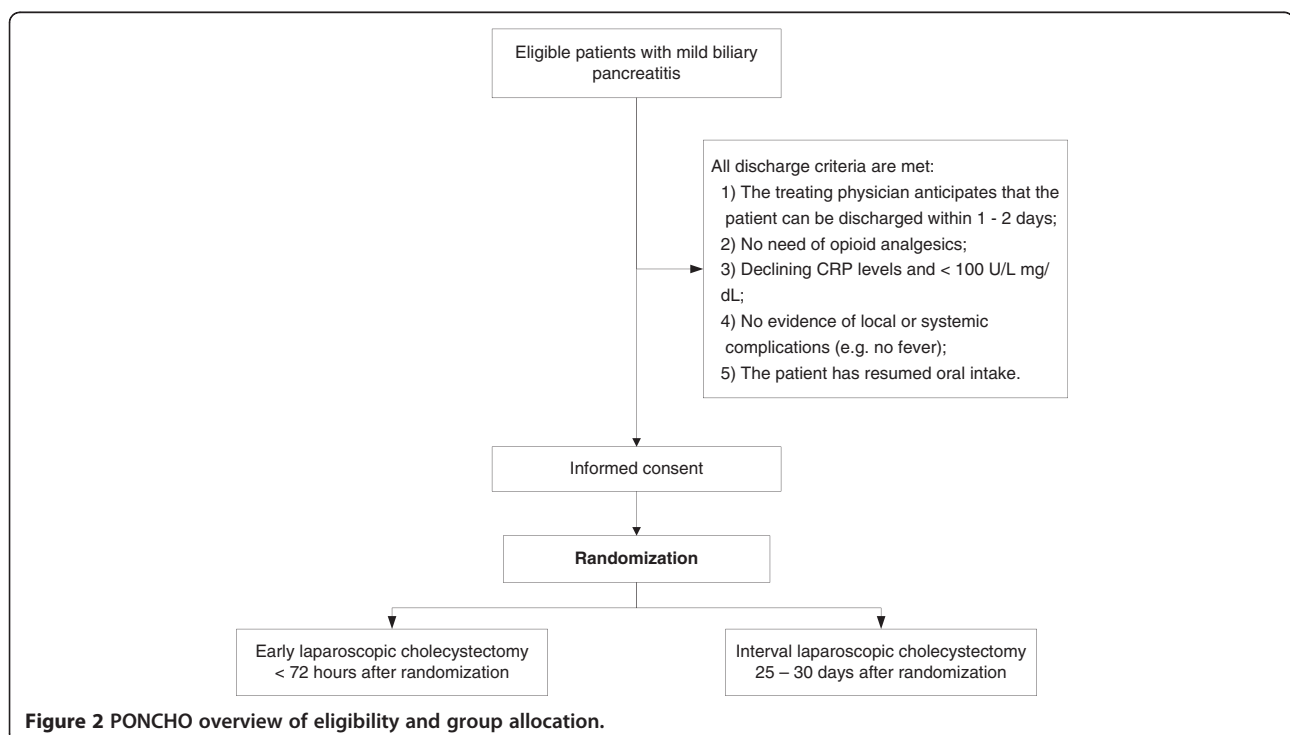 Eligible patients with mild biliary
pancreatitis
All discharge criteria are met:
1) The treating physician anticipates that the
patient can be discharged within 1 - 2 days;
2) No need of opioid analgesics;
3) Declining CRP levels and < 100 U/L mg/
dL;
4) No evidence of local or systemic
complications (e.g. no fever);
5) The patient has resumed oral intake.
Informed consent
Randomization
Early laparoscopic cholecystectomy
< 72 hours after randomization
Interval laparoscopic cholecystectomy
25 – 30 days after randomization
Figure 2 PONCHO overview of eligibility and group allocation.